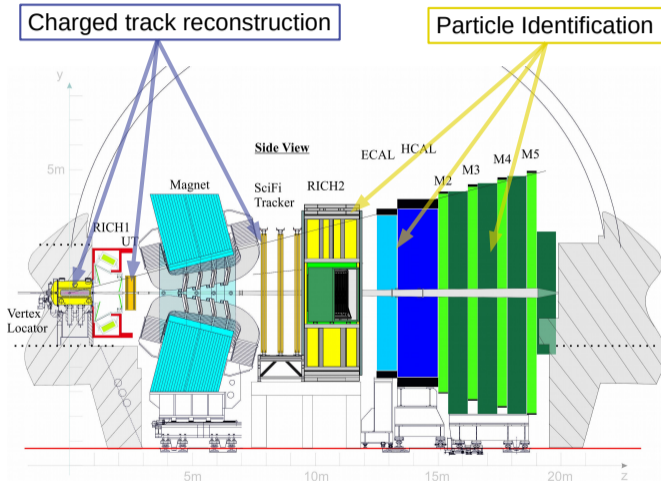 Charged track reconstruction
Particle Identification
y
Side View
ECAL
HCAL
5m
Magnet
SciFi
Tracker
RICH2
M2
M3
M4
M5
RICH1
UT
Vertex
Locator
5m
10m
15m
20m
z